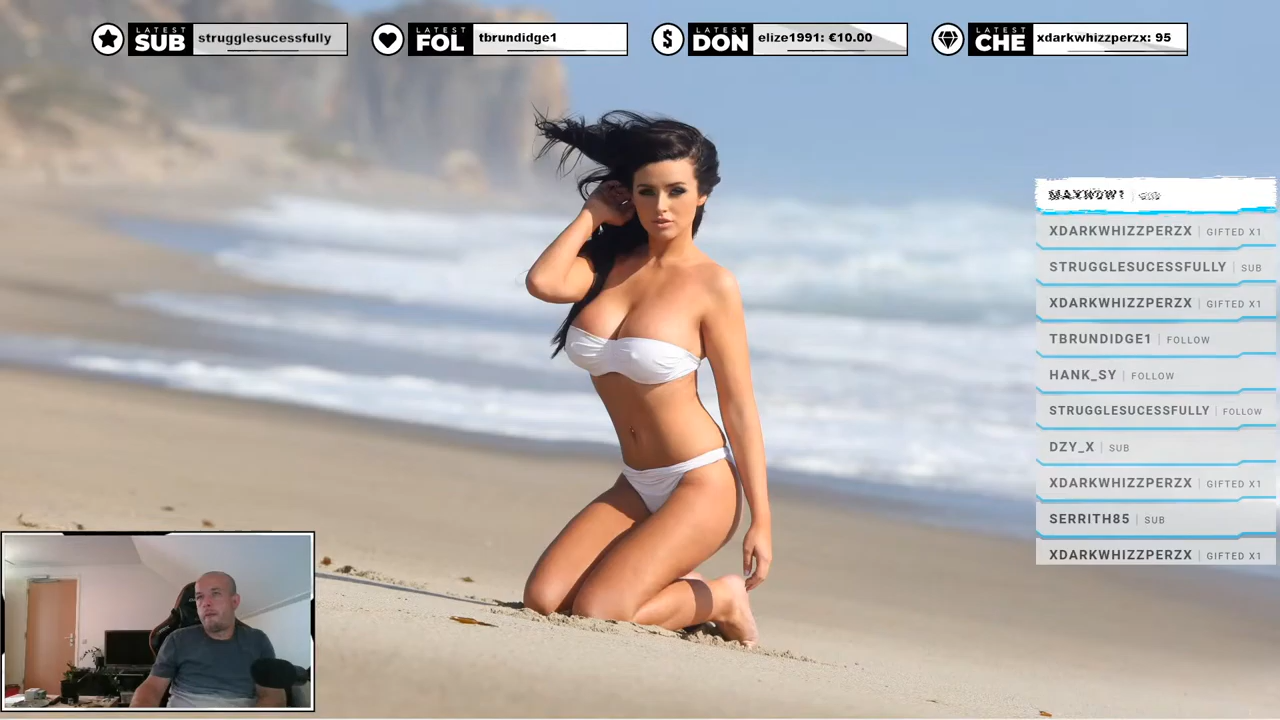 LATEST
SUB strugglesucessfully
LATEST
FOL tbrundidge1
LATEST
DON elize1991: €10.00
LATEST
CHE xdarkwhizzperzx: 95
XDARKWHIZZPERZX | GIFTED X1
STRUGGLESUCESSFULLY | SUB
XDARKWHIZZPERZX | GIFTED X1
TBRUNDIDGE1 | FOLLOW
HANK_SY | FOLLOW
STRUGGLESUCESSFULLY | FOLLOW
DZY_X | SUB
XDARKWHIZZPERZX | GIFTED X1
SERRITH85 | SUB
XDARKWHIZZPERZX | GIFTED X1